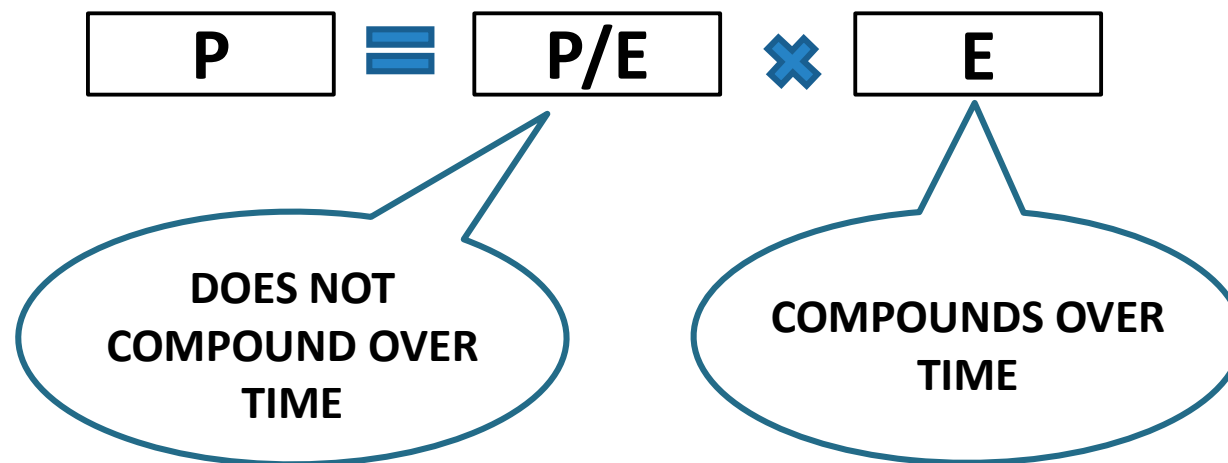 P = P/E × E
DOES NOT
COMPOUND OVER
TIME
COMPOUNDS OVER
TIME